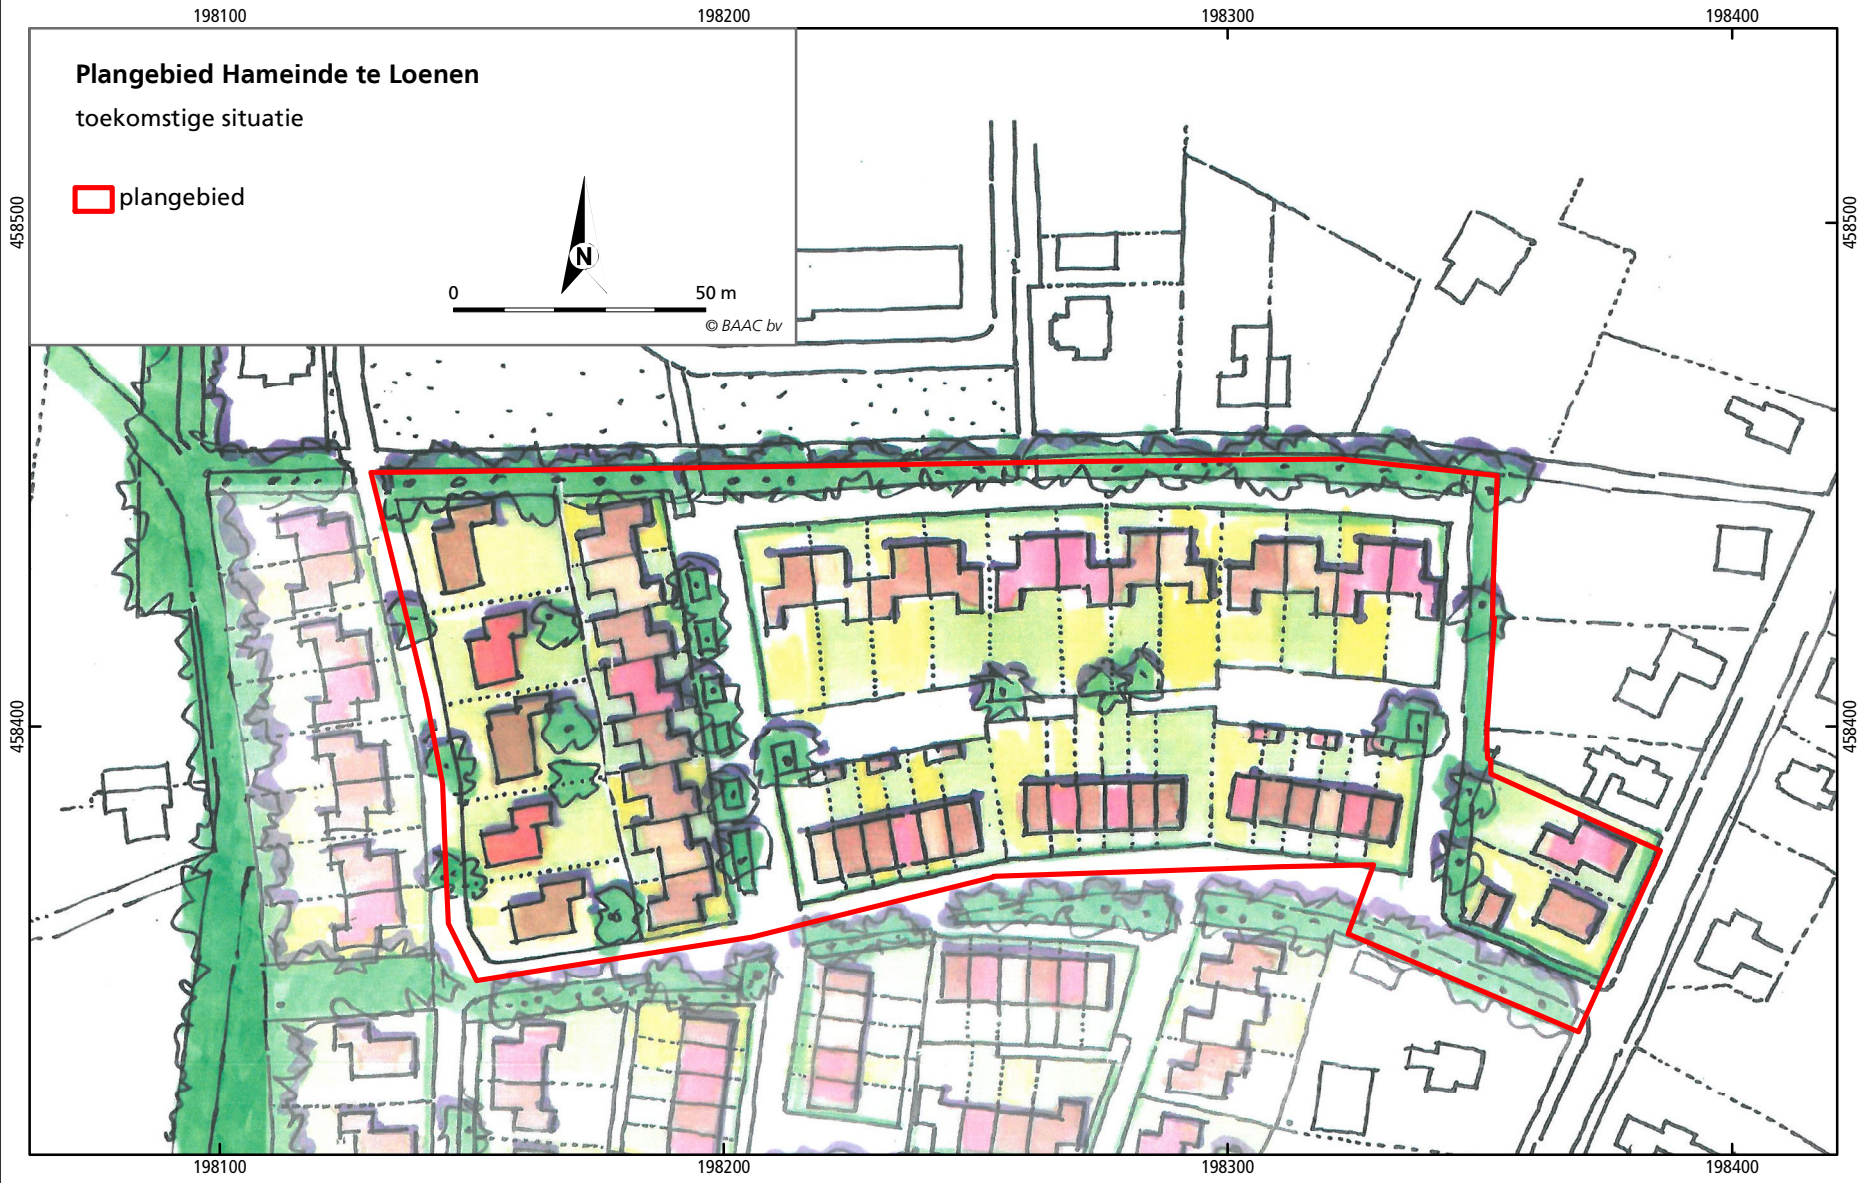 198100 198200 198300 198400
Plangebied Hameinde te Loenen
toekomstige situatie
plangebied
N
0 50 m
© BAAC bv
458500 458500
458400 458400
198100 198200 198300 198400